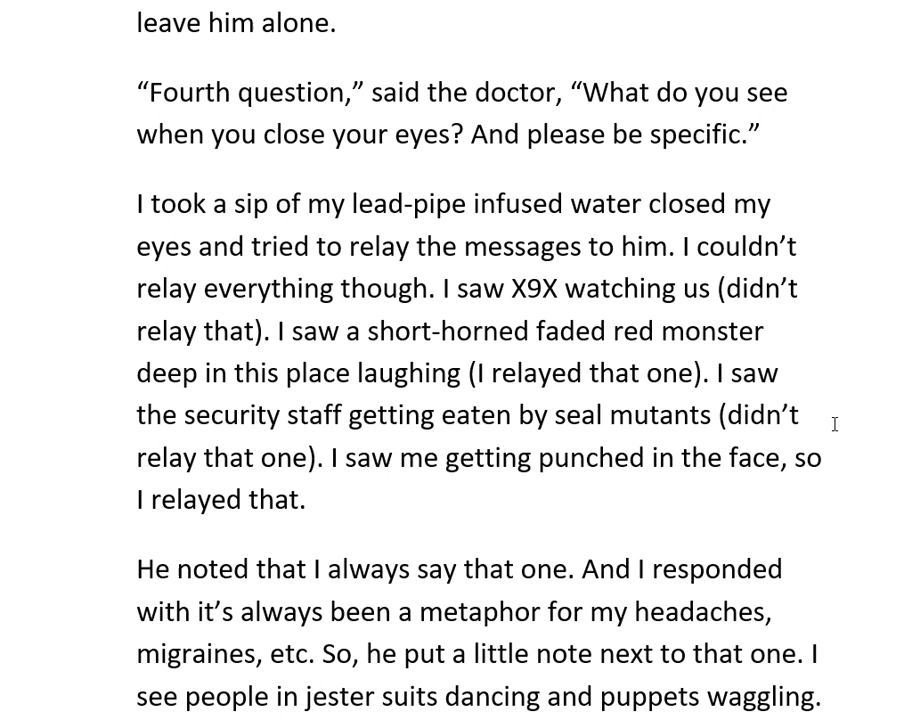 leave him alone.
“Fourth question,” said the doctor, “What do you see
when you close your eyes? And please be specific.”
I took a sip of my lead-pipe infused water closed my
eyes and tried to relay the messages to him. I couldn’t
relay everything though. I saw X9X watching us (didn’t
relay that). I saw a short-horned faded red monster
deep in this place laughing (I relayed that one). I saw
the security staff getting eaten by seal mutants (didn’t
relay that one). I saw me getting punched in the face, so
I relayed that.
He noted that I always say that one. And I responded
with it’s always been a metaphor for my headaches,
migraines, etc. So, he put a little note next to that one. I
see people in jester suits dancing and puppets waggling.